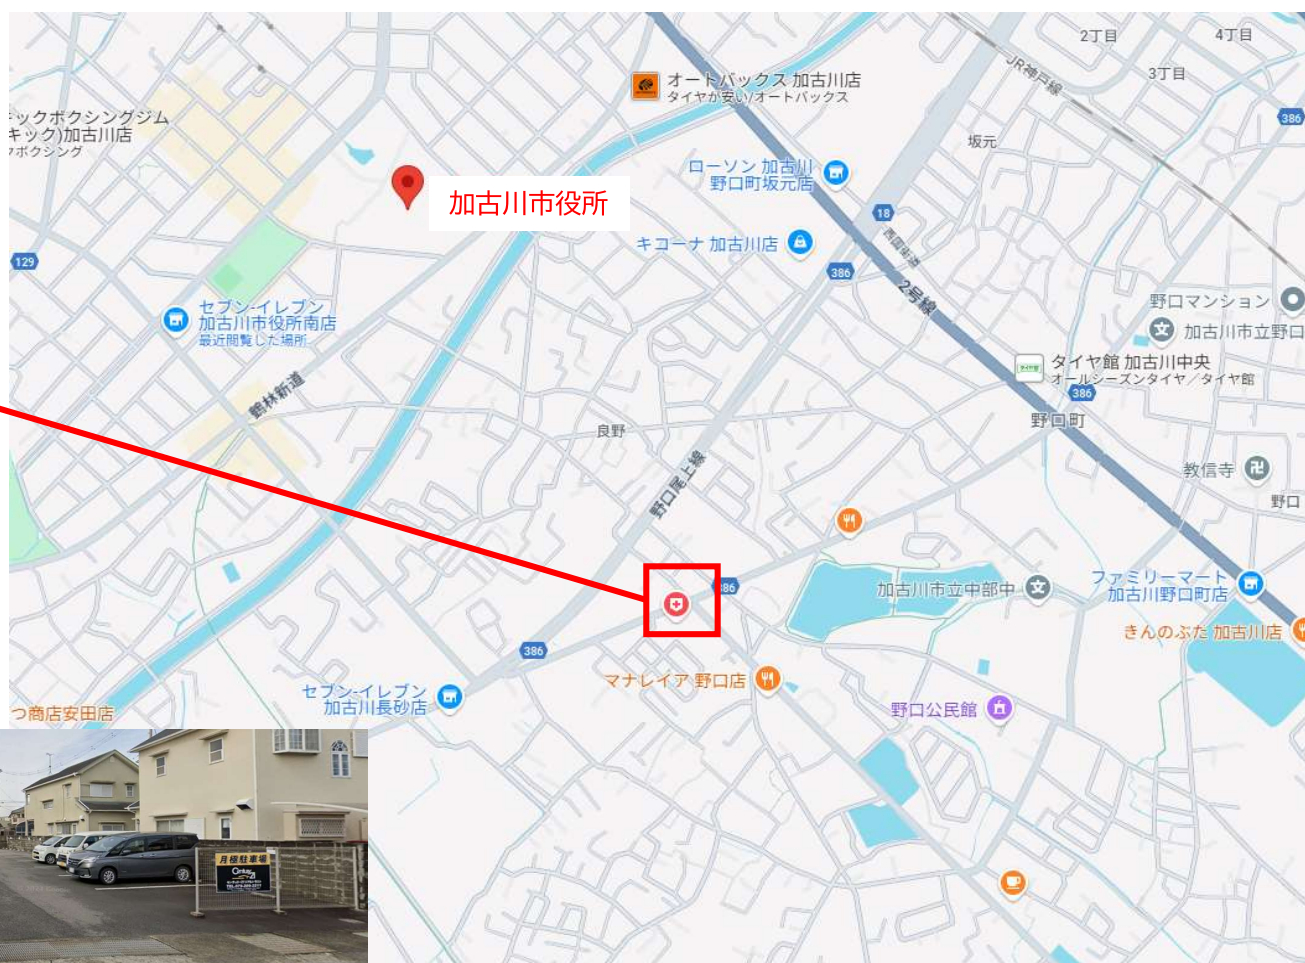 2丁目
4丁目
3丁目
JR神戸線
386
オートバックス 加古川店
タイヤが安い/オートバックス
ックボクシングジム
キック)加古川店
クボクシング
坂元
ローソン 加古川
野口町坂元店
加古川市役所
18
西国街道
キコーナ 加古川店
386
129
2号線
野口マンション
加古川市立野口
セブン-イレブン
加古川市役所南店
最近閲覧した場所
タイヤ館 加古川中央
オールシーズンタイヤ/タイヤ館
386
鶴林新道
野口町
良野
野口尾上線
教信寺
野口
加古川市立中部中
ファミリーマート
加古川野口町店
きんのぶた 加古川店
386
386
マナレイア 野口店
セブン-イレブン
加古川長砂店
つ商店安田店
野口公民館
月極駐車場
Century 21